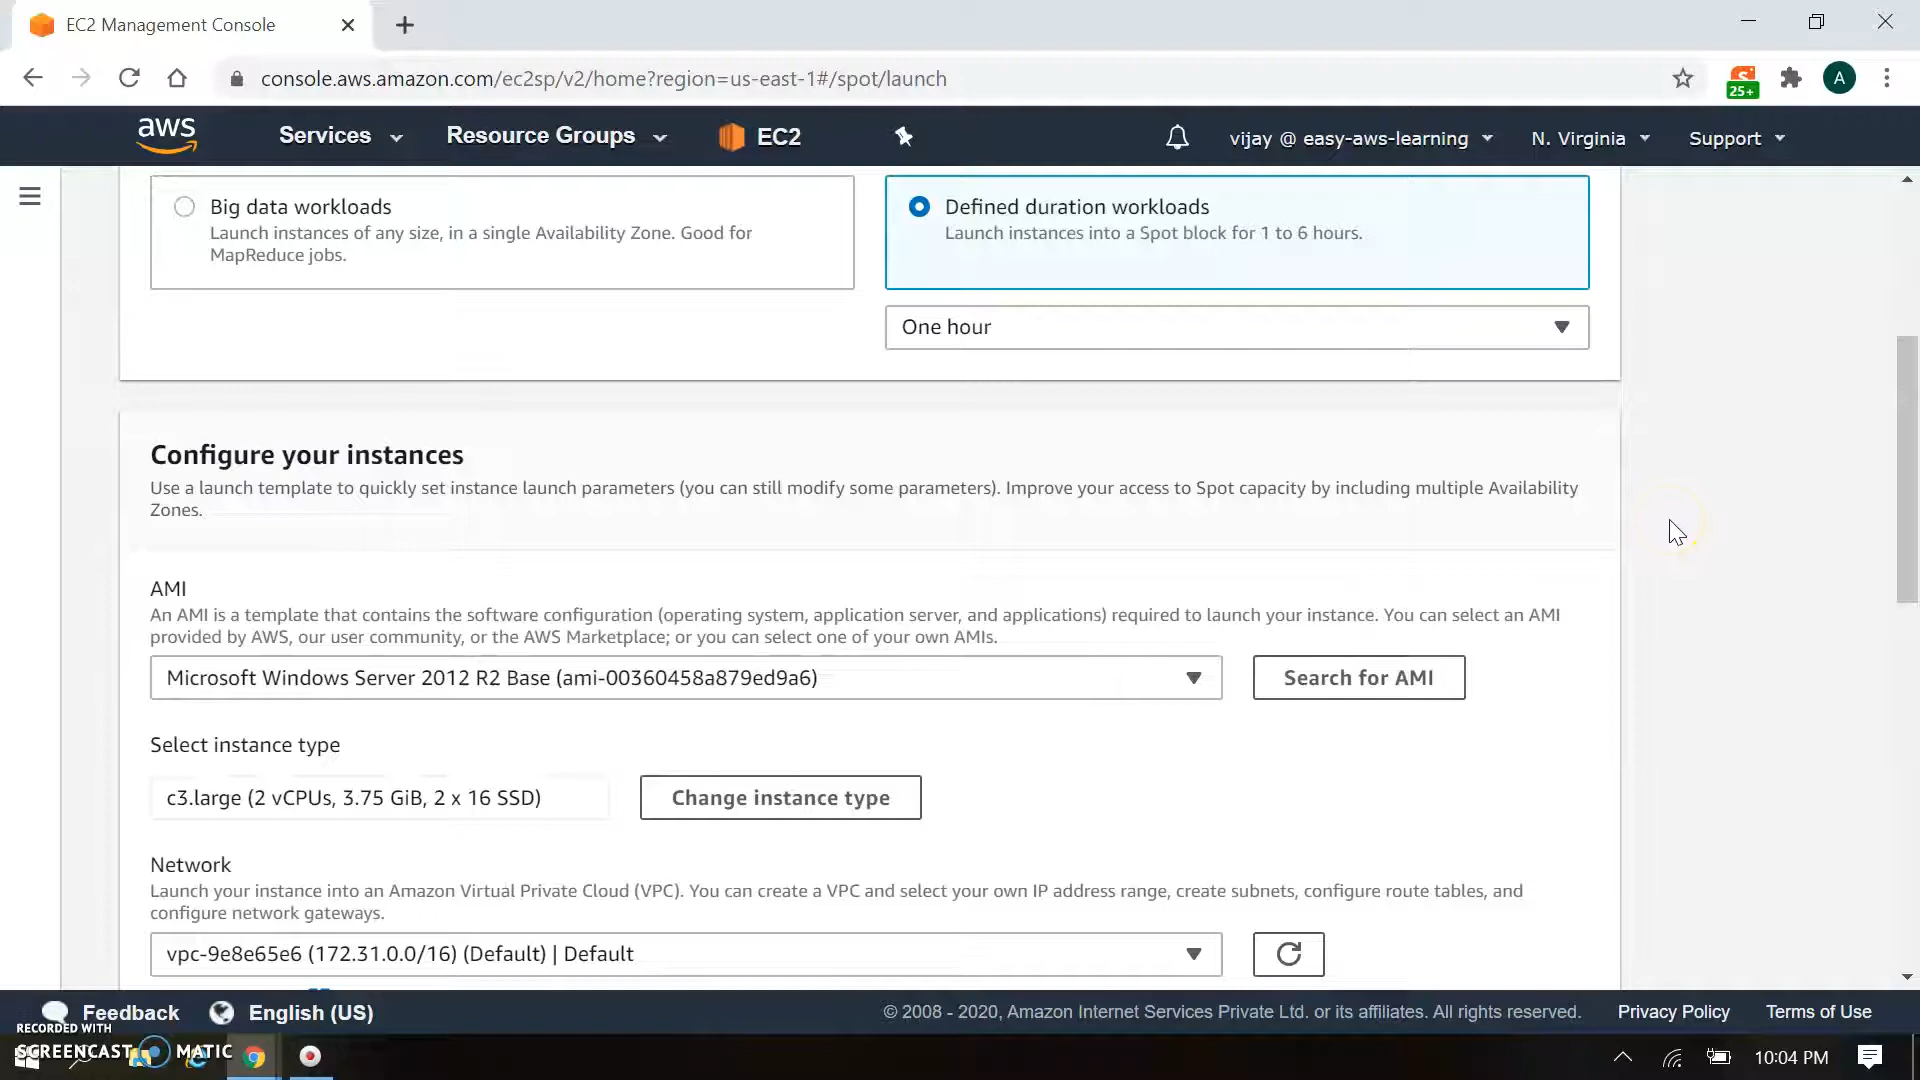 EC2 Management Console
console.aws.amazon.com/ec2sp/v2/home?region=us-east-1#/spot/launch
25+
A
aws
Services
Resource Groups
EC2
vijay @ easy-aws-learning
N. Virginia
Support
Big data workloads
Launch instances of any size, in a single Availability Zone. Good for
MapReduce jobs.
Defined duration workloads
Launch instances into a Spot block for 1 to 6 hours.
One hour
Configure your instances
Use a launch template to quickly set instance launch parameters (you can still modify some parameters). Improve your access to Spot capacity by including multiple Availability
Zones.
AMI
An AMI is a template that contains the software configuration (operating system, application server, and applications) required to launch your instance. You can select an AMI
provided by AWS, our user community, or the AWS Marketplace; or you can select one of your own AMIs.
Microsoft Windows Server 2012 R2 Base (ami-00360458a879ed9a6)
Search for AMI
Select instance type
c3.large (2 vCPUs, 3.75 GiB, 2 x 16 SSD)
Change instance type
Network
Launch your instance into an Amazon Virtual Private Cloud (VPC). You can create a VPC and select your own IP address range, create subnets, configure route tables, and
configure network gateways.
vpc-9e8e65e6 (172.31.0.0/16) (Default) | Default
Feedback
English (US)
© 2008 - 2020, Amazon Internet Services Private Ltd. or its affiliates. All rights reserved.
Privacy Policy
Terms of Use
RECORDED WITH
SCREENCAST MATIC
10:04 PM